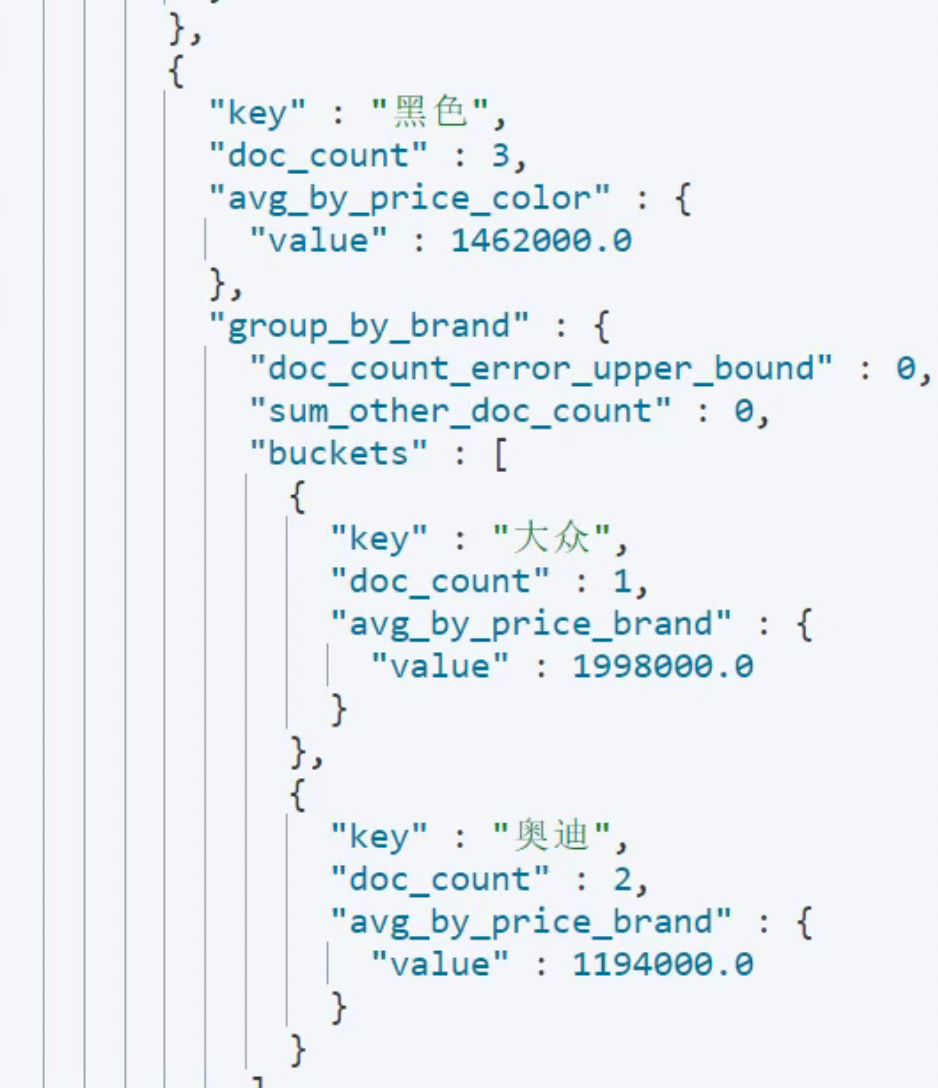 },
{
"key" : "黑色",
"doc_count" : 3,
"avg_by_price_color" : {
"value" : 1462000.0
},
"group_by_brand" : {
"doc_count_error_upper_bound" : 0,
"sum_other_doc_count" : 0,
"buckets" : [
{
"key" : "大众",
"doc_count" : 1,
"avg_by_price_brand" : {
"value" : 1998000.0
}
},
{
"key" : "奥迪",
"doc_count" : 2,
"avg_by_price_brand" : {
"value" : 1194000.0
}
}
]